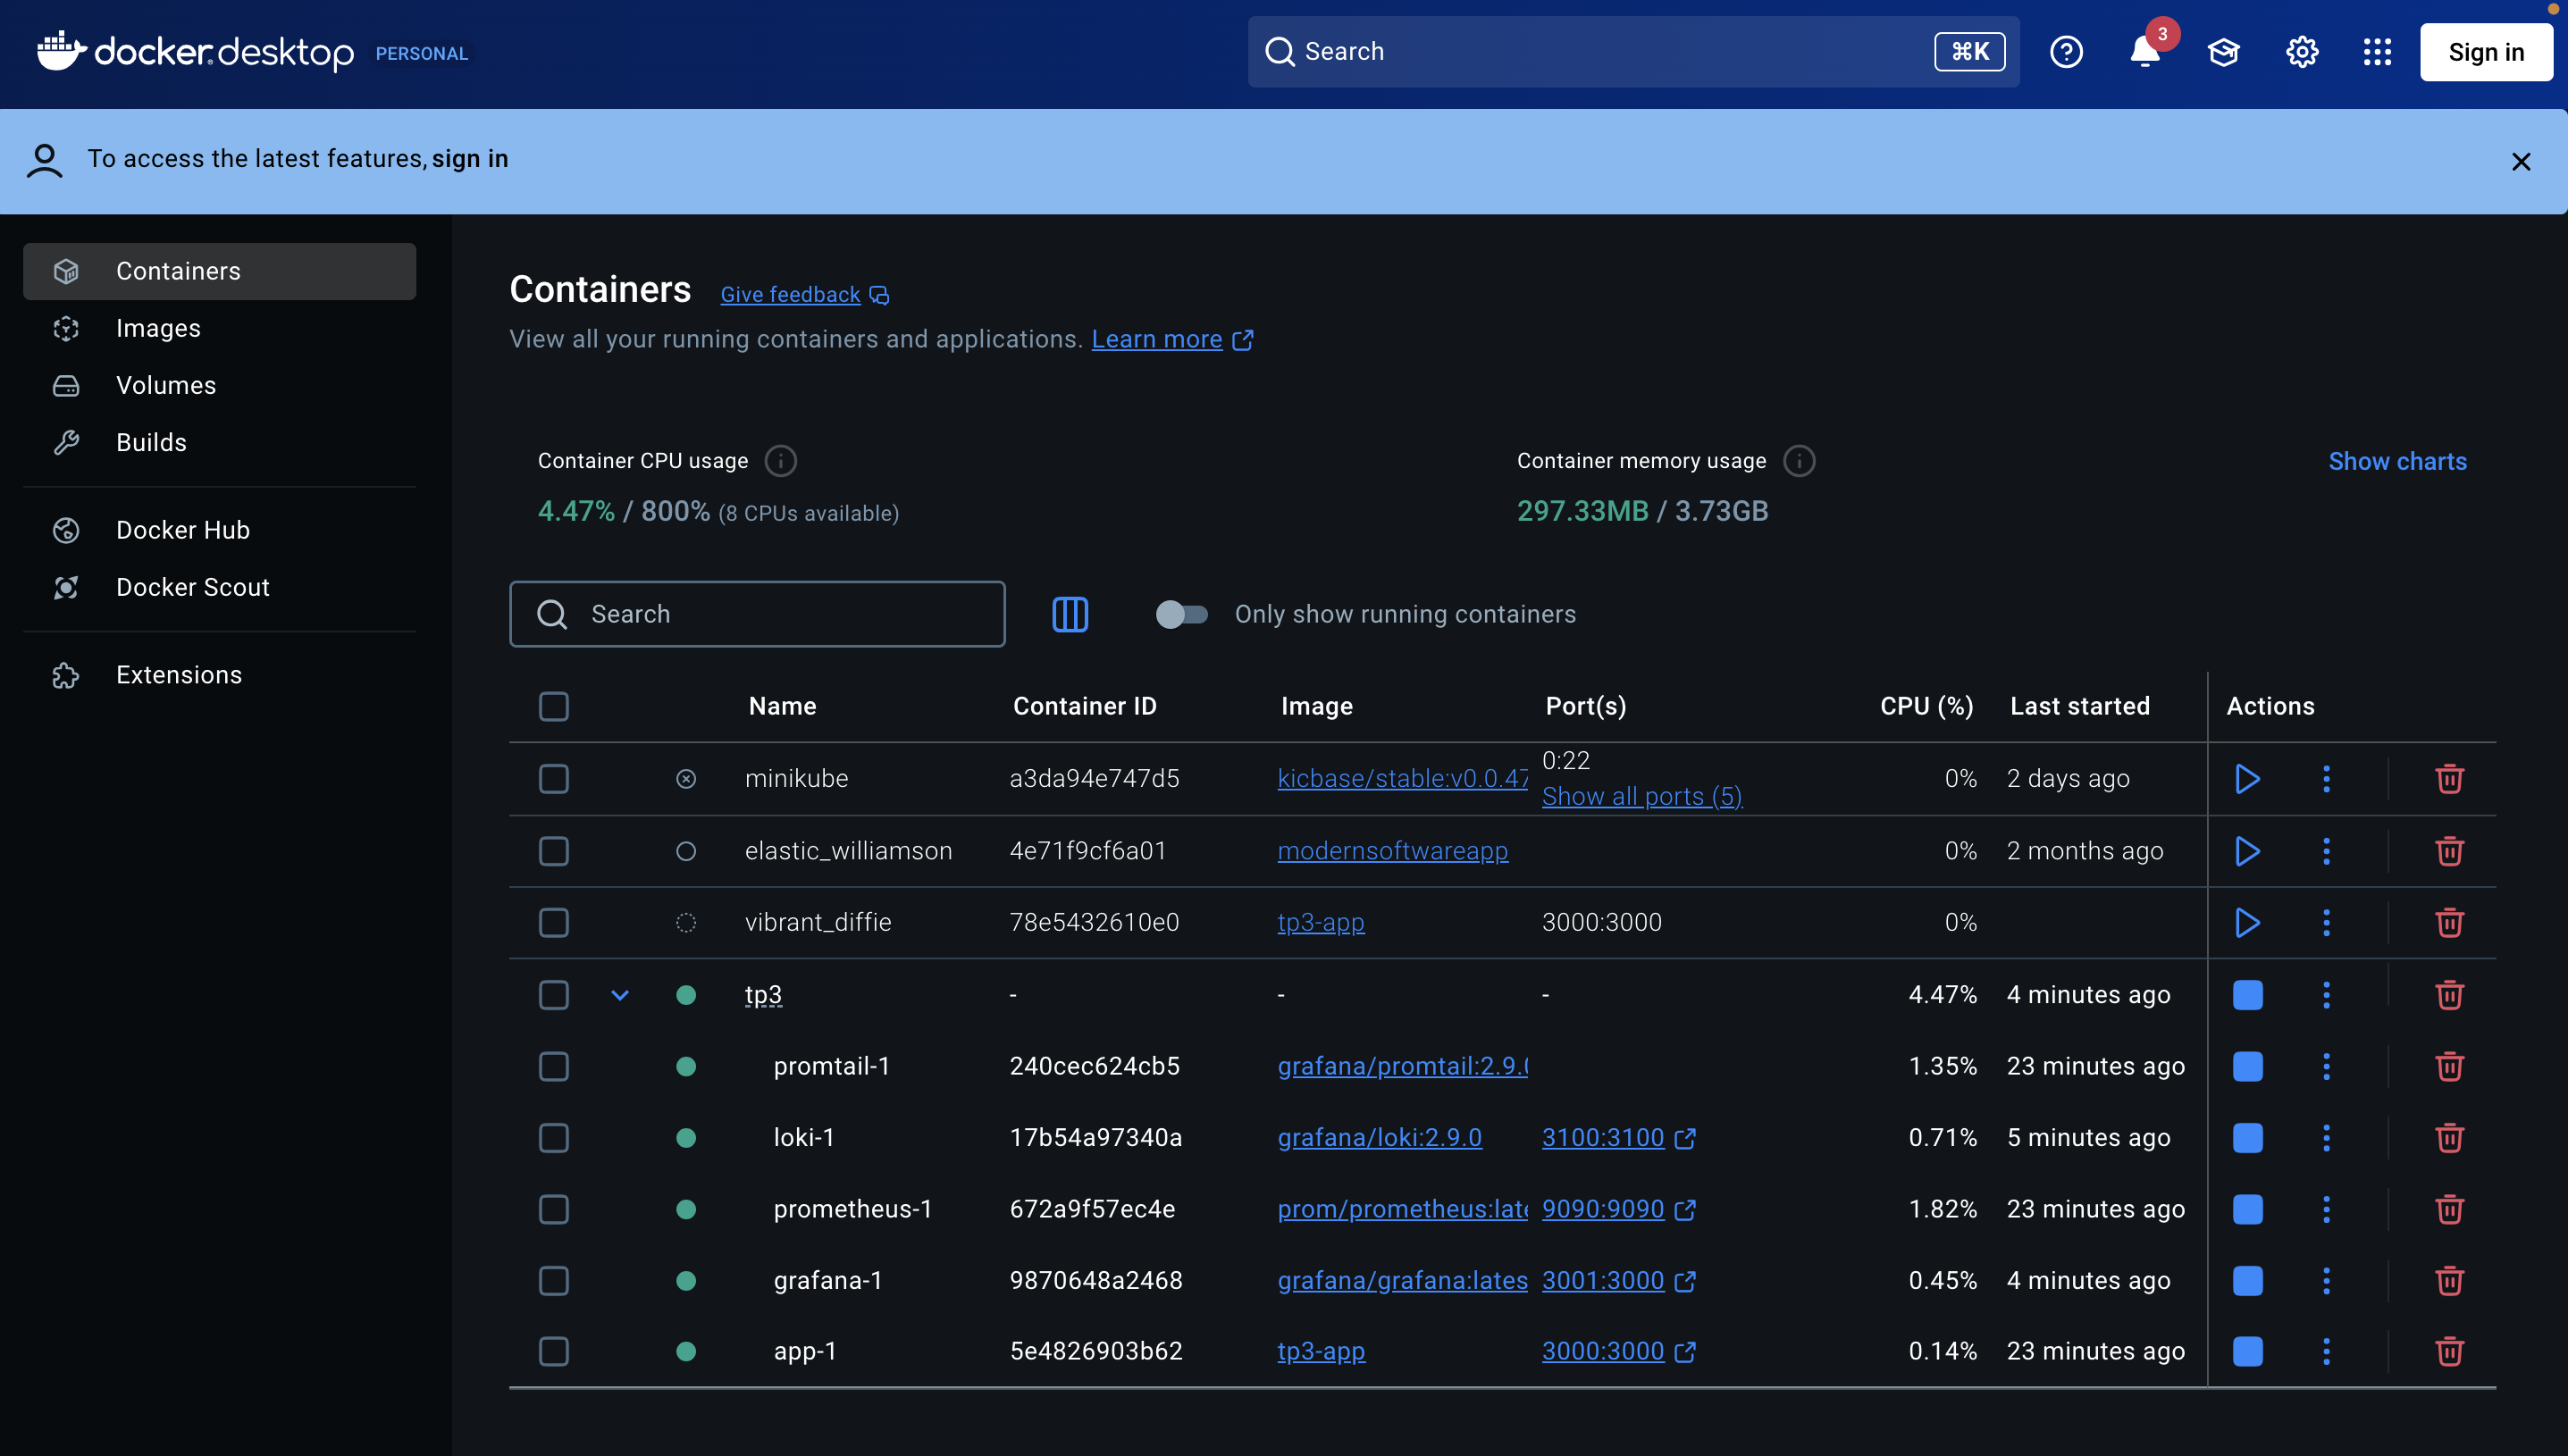 docker desktop PERSONAL
Search ⌘K 3 Sign in
To access the latest features, sign in
Containers
Images
Volumes
Builds
Docker Hub
Docker Scout
Extensions
Containers Give feedback
View all your running containers and applications. Learn more
Container CPU usage
4.47% / 800% (8 CPUs available)
Container memory usage
297.33MB / 3.73GB
Show charts
Search
Only show running containers
Name Container ID Image Port(s) CPU (%) Last started Actions
minikube a3da94e747d5 kicbase/stable:v0.0.47 0:22 0% 2 days ago
Show all ports (5)
elastic_williamson 4e71f9cf6a01 modernsoftwareapp 0% 2 months ago
vibrant_diffie 78e5432610e0 tp3-app 3000:3000 0%
tp3 - - - 4.47% 4 minutes ago
promtail-1 240cec624cb5 grafana/promtail:2.9.0 1.35% 23 minutes ago
loki-1 17b54a97340a grafana/loki:2.9.0 3100:3100 0.71% 5 minutes ago
prometheus-1 672a9f57ec4e prom/prometheus:late 9090:9090 1.82% 23 minutes ago
grafana-1 9870648a2468 grafana/grafana:lates 3001:3000 0.45% 4 minutes ago
app-1 5e4826903b62 tp3-app 3000:3000 0.14% 23 minutes ago